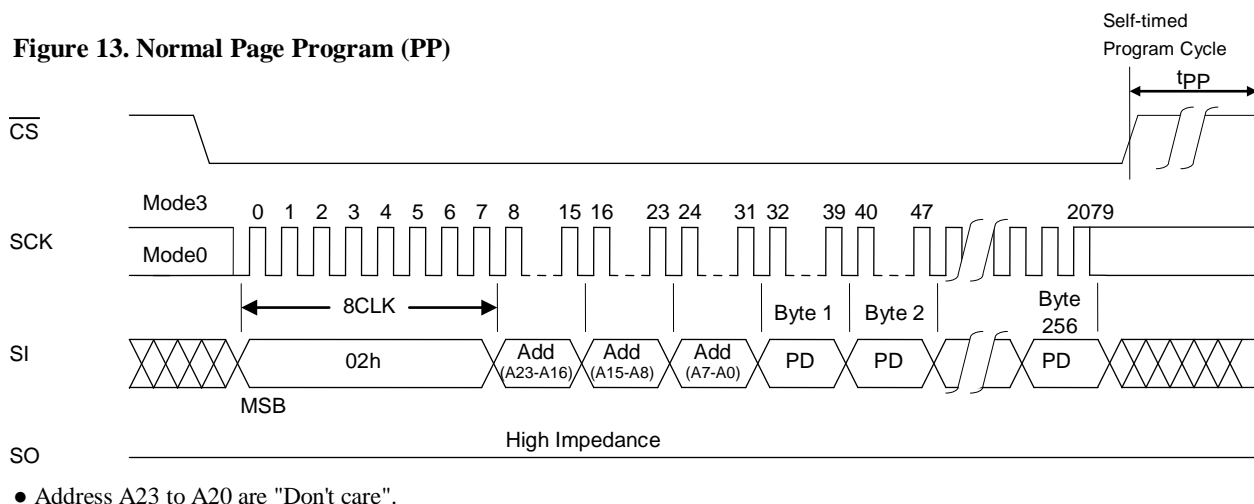 Self-timed
Program Cycle
Figure 13. Normal Page Program (PP)
tPP
CS
Mode3
0 1 2 3 4 5 6 7 8 15 16 23 24 31 32 39 40 47 2079
SCK
Mode0
8CLK
Byte 1 Byte 2 Byte 256
SI
02h
Add (A23-A16) Add (A15-A8) Add (A7-A0) PD PD PD
MSB
High Impedance
SO
● Address A23 to A20 are "Don't care".